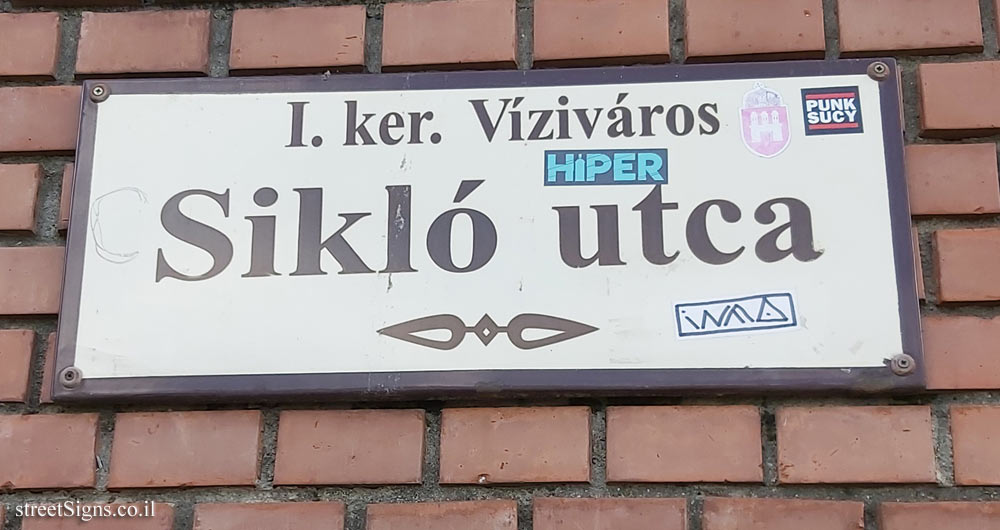 I. ker. Víziváros
PUNK
SUCY
HIPER
Sikló utca
streetSigns.co.il